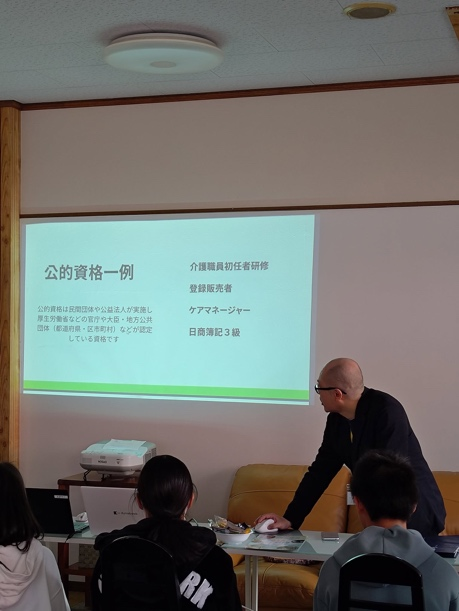 公的資格一例
公的資格は民間団体や公益法人が実施し
厚生労働省などの官庁や大臣・地方公共
団体（都道府県・区市町村）などが認定
している資格です
介護職員初任者研修
登録販売者
ケアマネージャー
日商簿記３級
RK